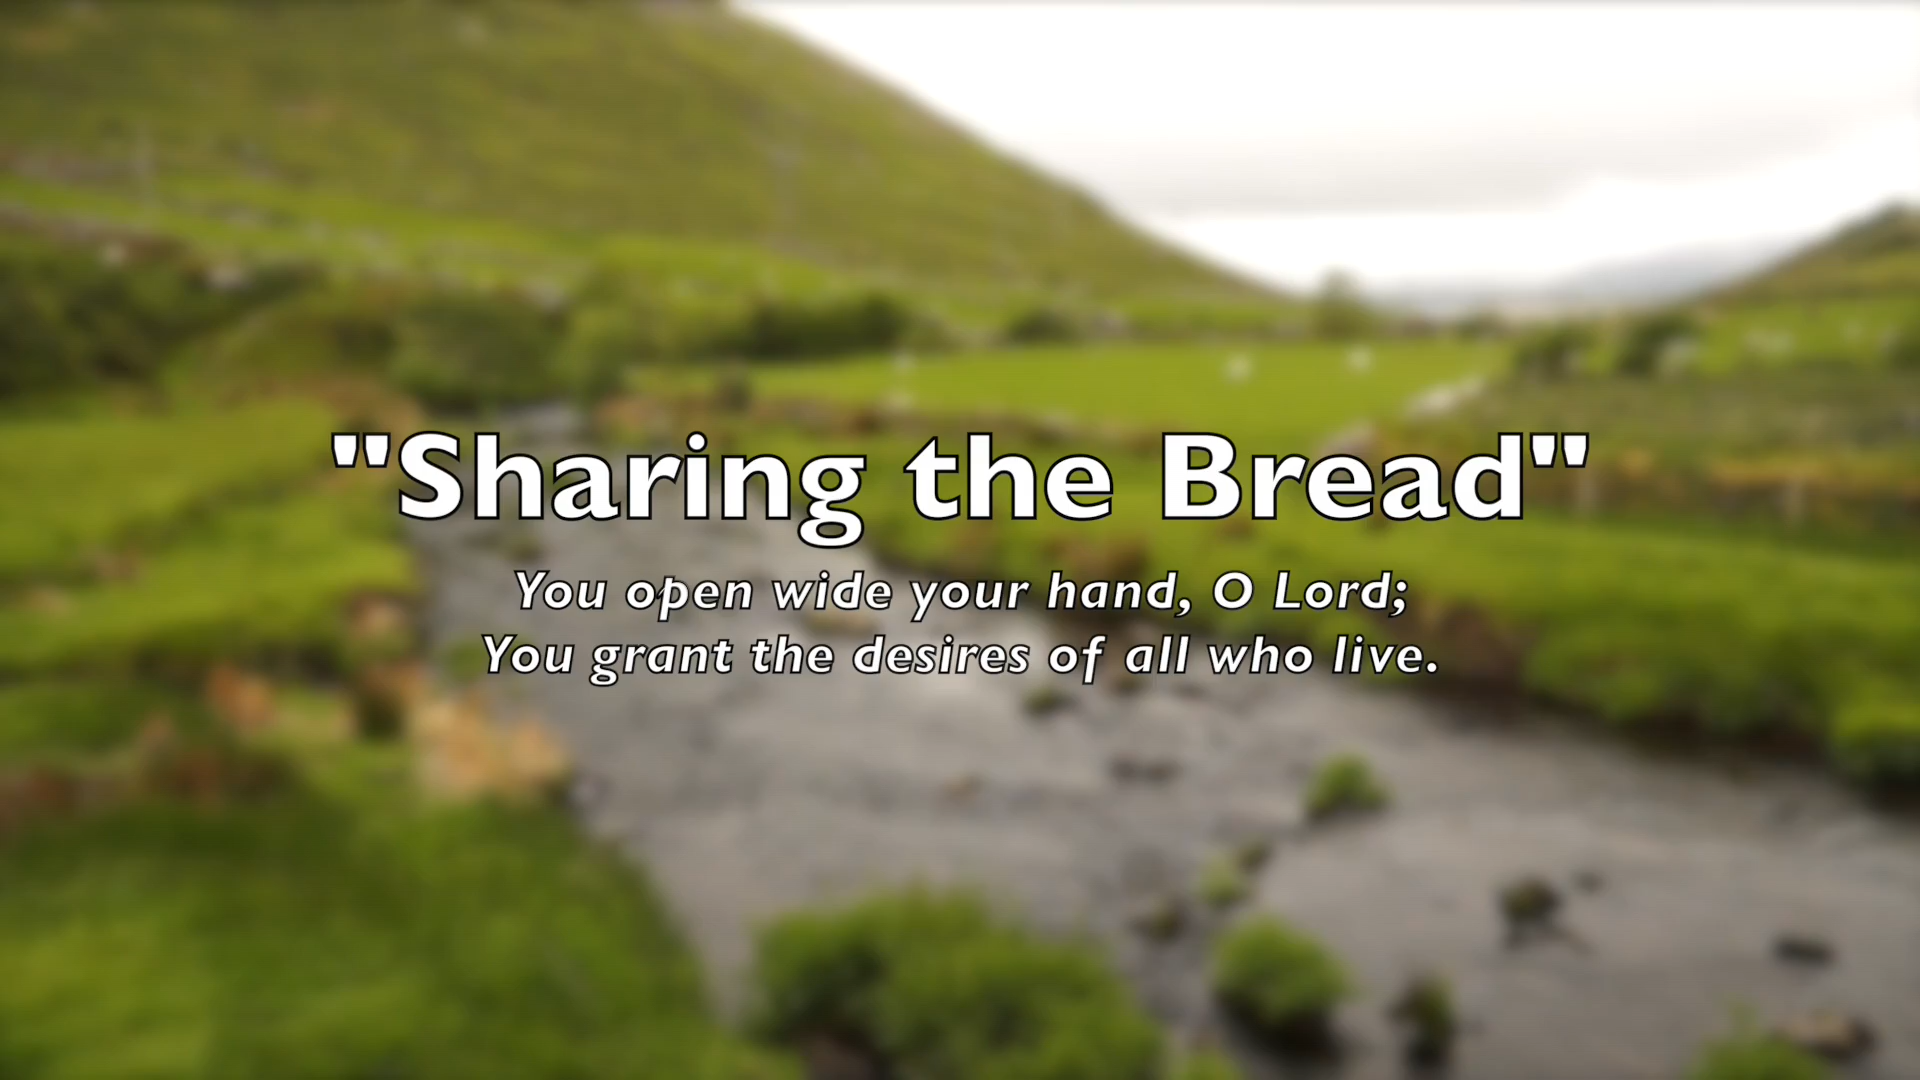 "Sharing the Bread"
You open wide your hand, O Lord;
You grant the desires of all who live.